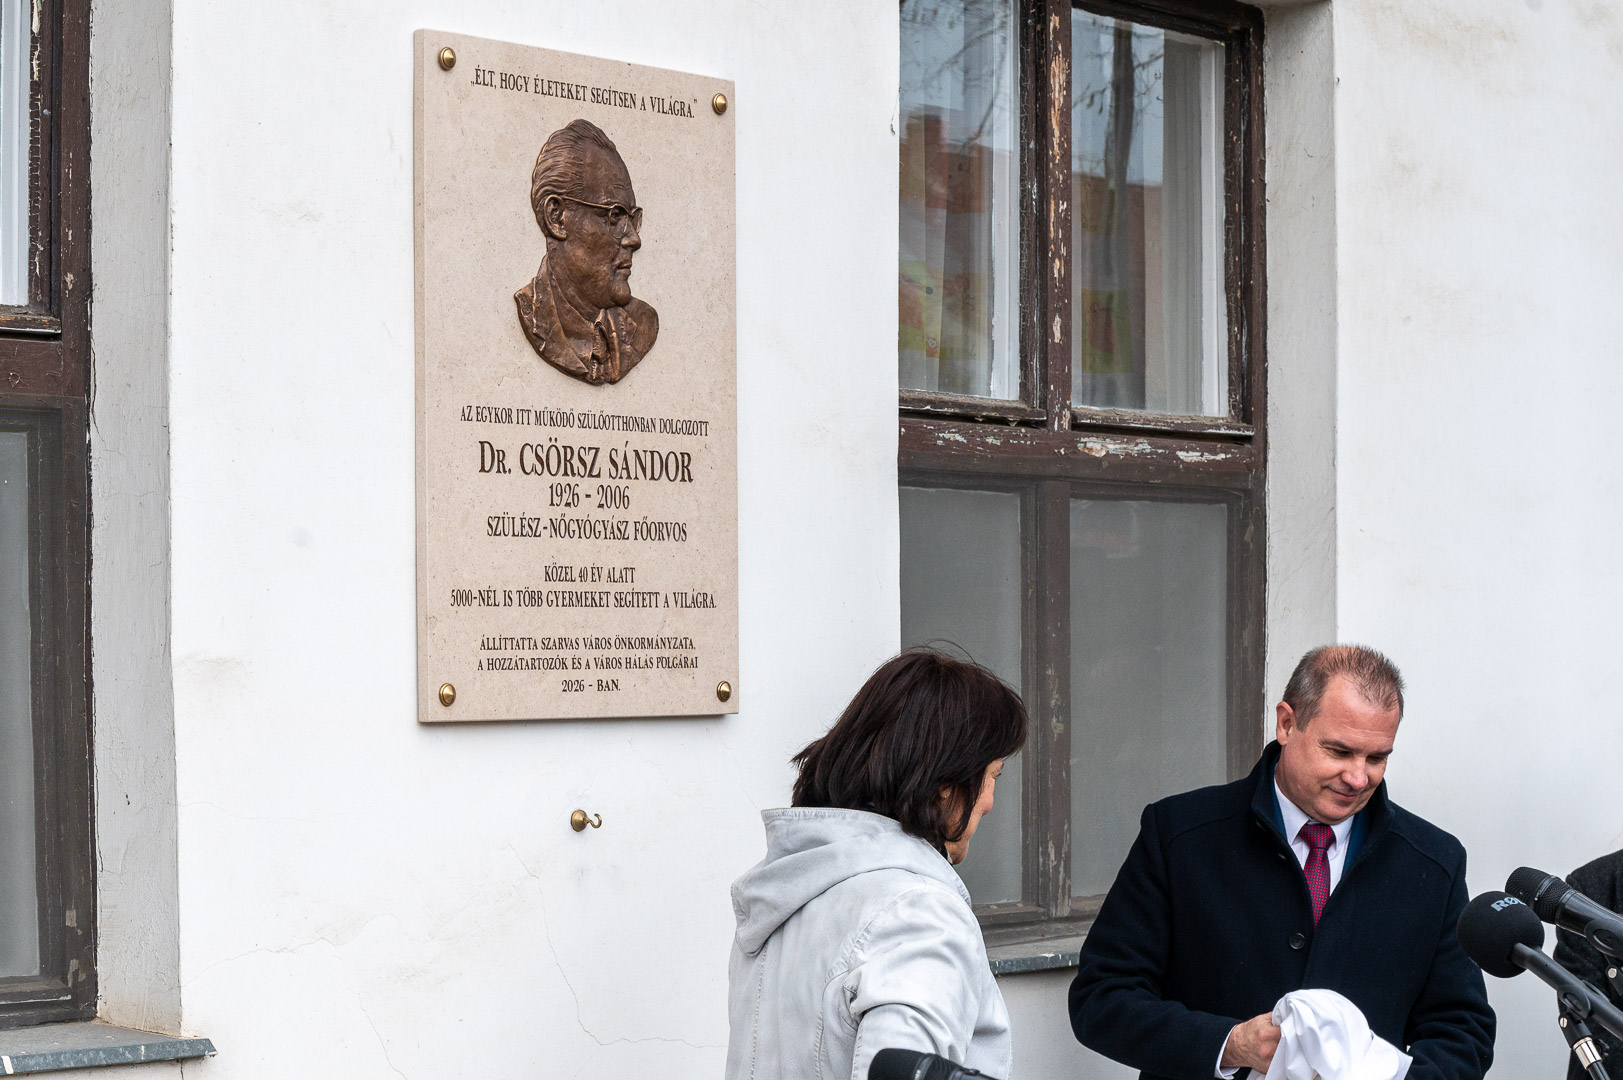 „ÉLT, HOGY ÉLETEKET SEGÍTSEN A VILÁGRA.”
AZ EGYKOR ITT MŰKÖDŐ SZÜLŐOTTHONBAN DOLGOZOTT
DR. CSÖRSZ SÁNDOR
1926 - 2006
SZÜLÉSZ-NŐGYÓGYÁSZ FŐORVOS
KÖZEL 40 ÉV ALATT
5000-NÉL IS TÖBB GYERMEKET SEGÍTETT A VILÁGRA.
ÁLLÍTTATTA SZARVAS VÁROS ÖNKORMÁNYZATA,
A HOZZÁTARTOZÓK ÉS A VÁROS HÁLÁS POLGÁRAI
2026 - BAN.